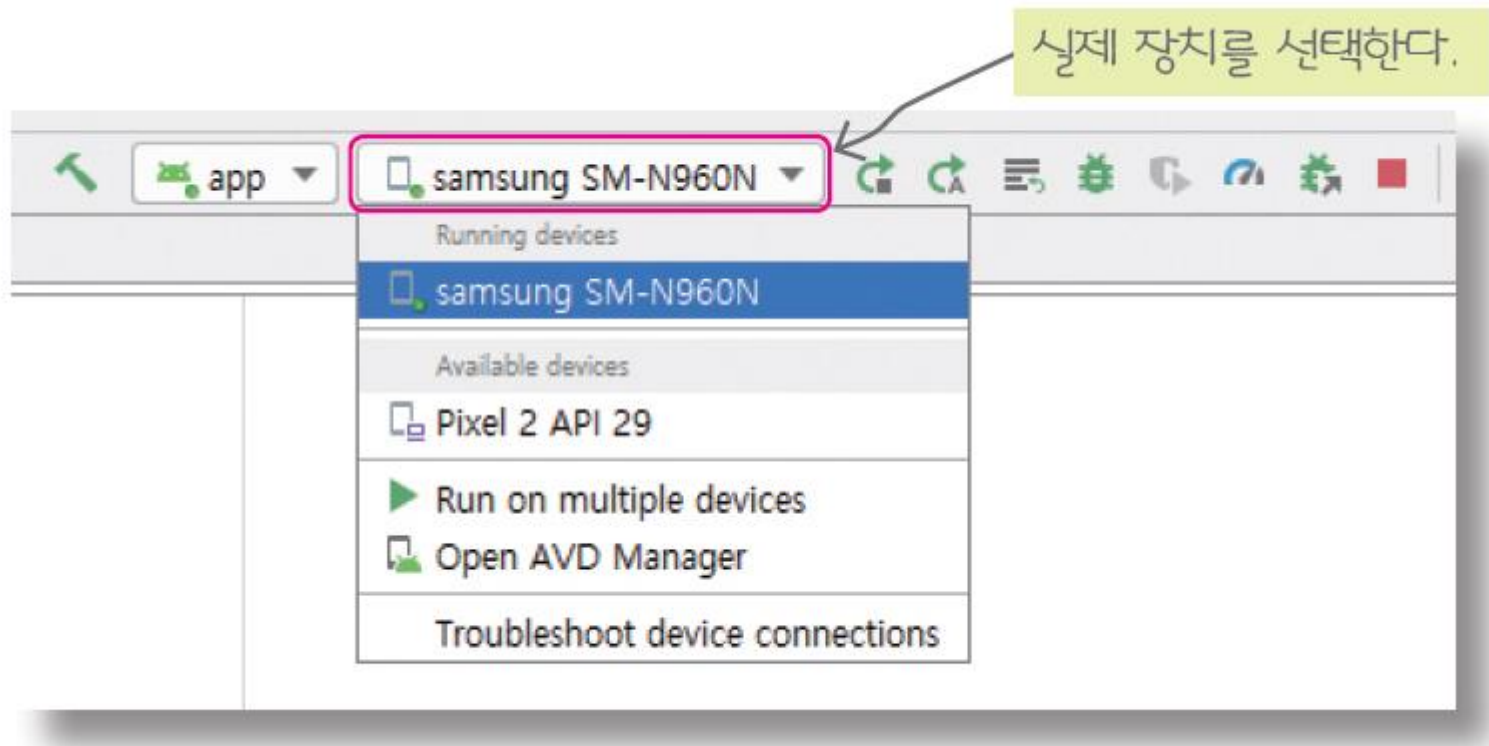 실제 장치를 선택한다.
app
samsung SM-N960N
Running devices
samsung SM-N960N
Available devices
Pixel 2 API 29
Run on multiple devices
Open AVD Manager
Troubleshoot device connections